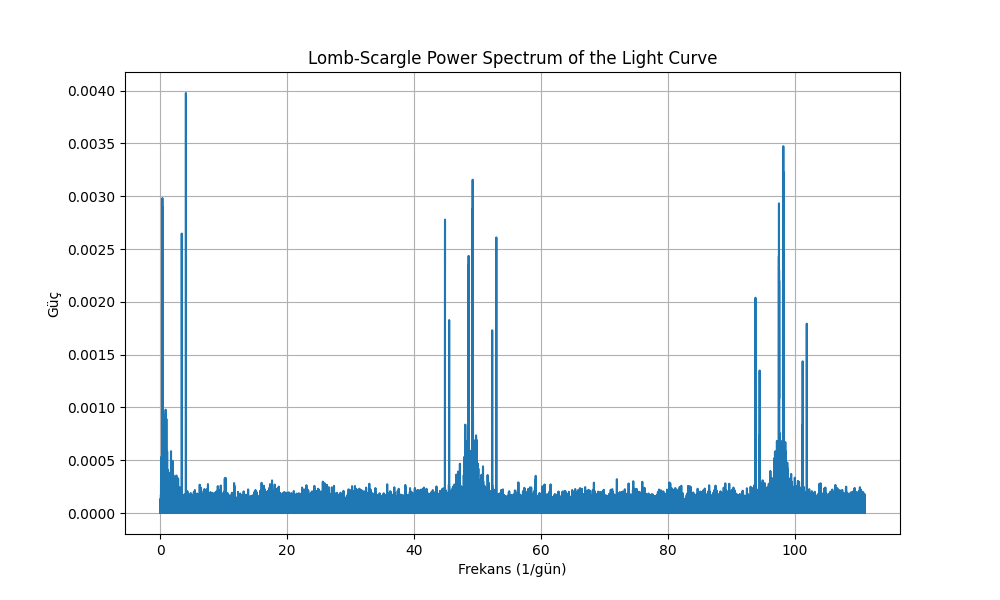 Lomb-Scargle Power Spectrum of the Light Curve
0.0040
0.0035
0.0030
0.0025
0.0020
0.0015
0.0010
0.0005
0.0000
Güç
0 20 40 60 80 100
Frekans (1/gün)